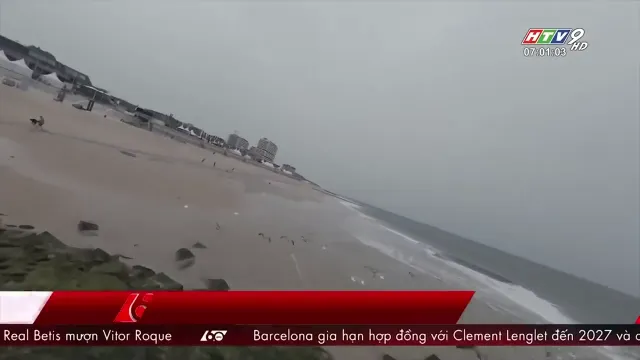 HTV9 HD
07:01:03
Real Betis mượn Vitor Roque 60 Barcelona gia hạn hợp đồng với Clement Lenglet đến 2027 và